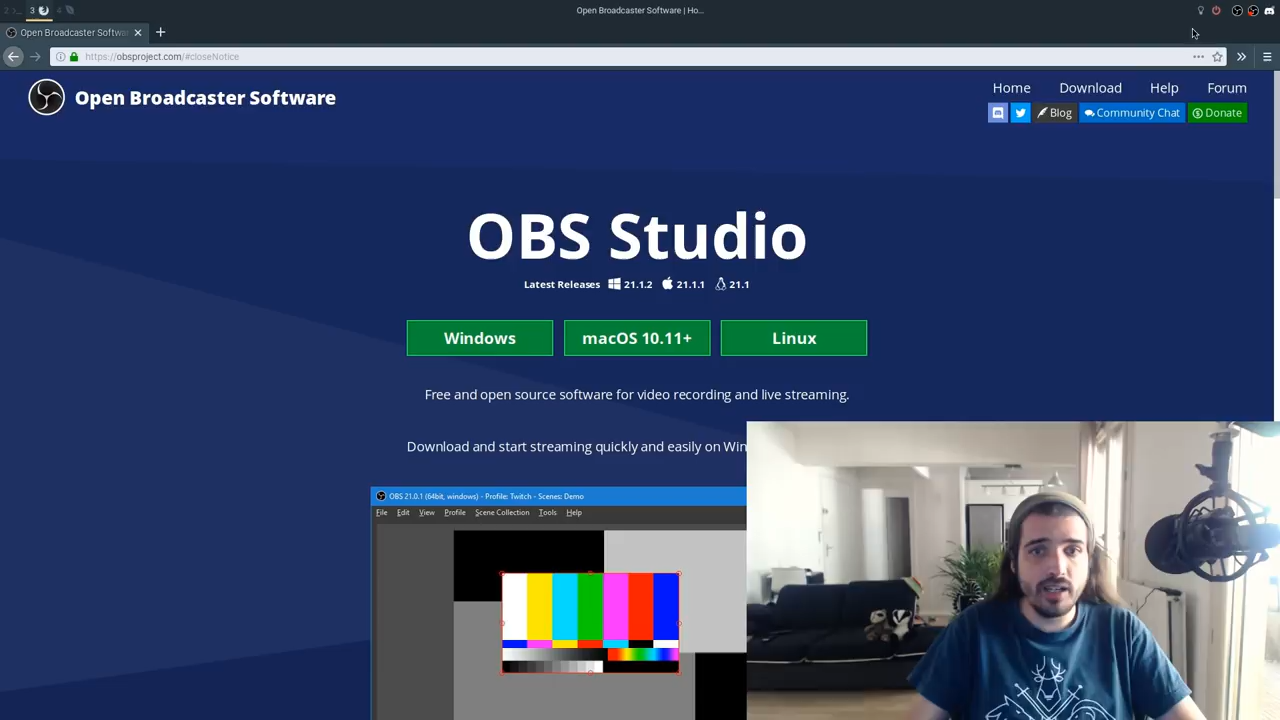 2
3
4
Open Broadcaster Software | Ho...
Open Broadcaster Softwa
https://obsproject.com/#closeNotice
Open Broadcaster Software
Home
Download
Help
Forum
Blog
Community Chat
Donate
OBS Studio
Latest Releases 21.1.2 21.1.1 21.1
Windows
macOS 10.11+
Linux
Free and open source software for video recording and live streaming.
Download and start streaming quickly and easily on Win
OBS 21.0.1 (64bit, windows) - Profile: Twitch - Scenes: Demo
File Edit View Profile Scene Collection Tools Help